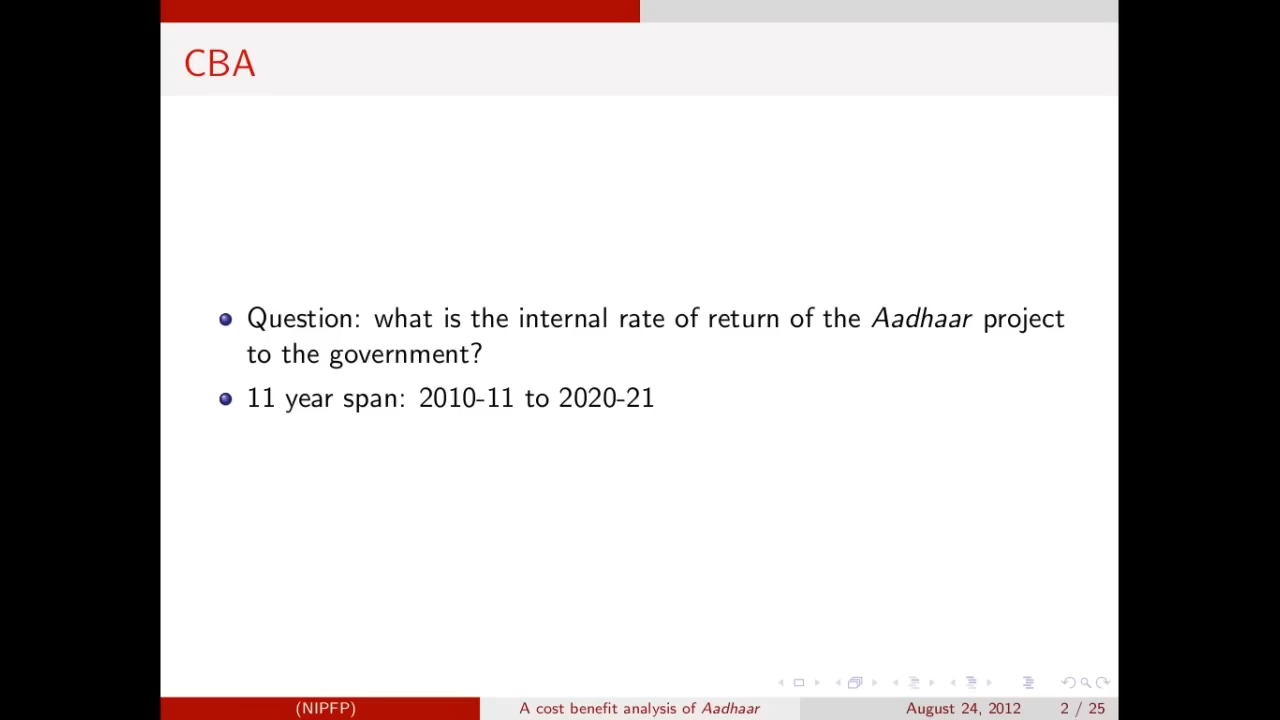 CBA
Question: what is the internal rate of return of the Aadhaar project
to the government?
11 year span: 2010-11 to 2020-21
(NIPFP)
A cost benefit analysis of Aadhaar
August 24, 2012
2 / 25